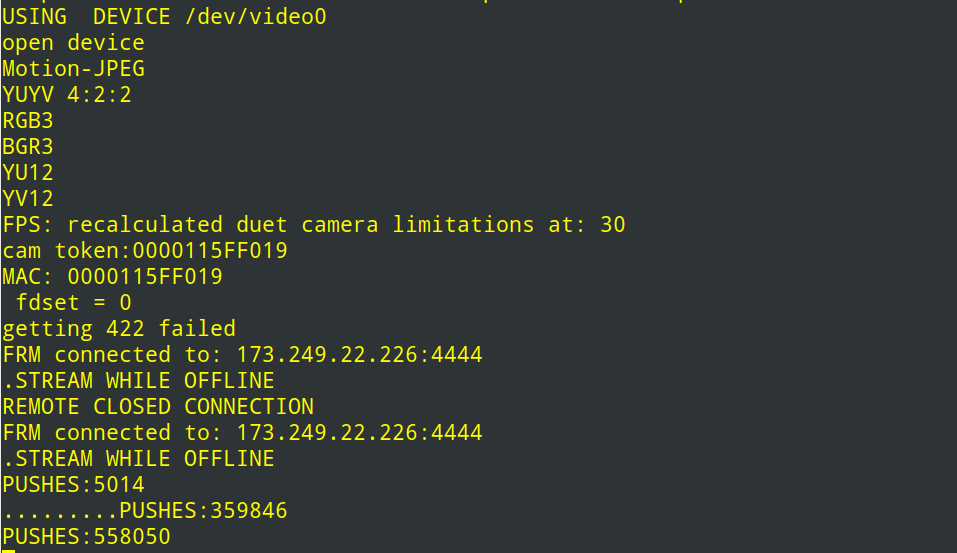 USING  DEVICE /dev/video0
open device
Motion-JPEG
YUYV 4:2:2
RGB3
BGR3
YU12
YV12
FPS: recalculated duet camera limitations at: 30
cam token:0000115FF019
MAC: 0000115FF019
 fdset = 0
getting 422 failed
FRM connected to: 173.249.22.226:4444
.STREAM WHILE OFFLINE
REMOTE CLOSED CONNECTION
FRM connected to: 173.249.22.226:4444
.STREAM WHILE OFFLINE
PUSHES:5014
.........PUSHES:359846
PUSHES:558050